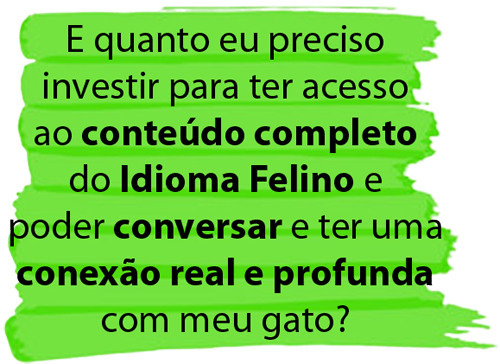 E quanto eu preciso
investir para ter acesso
ao conteúdo completo
do Idioma Felino e
poder conversar e ter uma
conexão real e profunda
com meu gato?